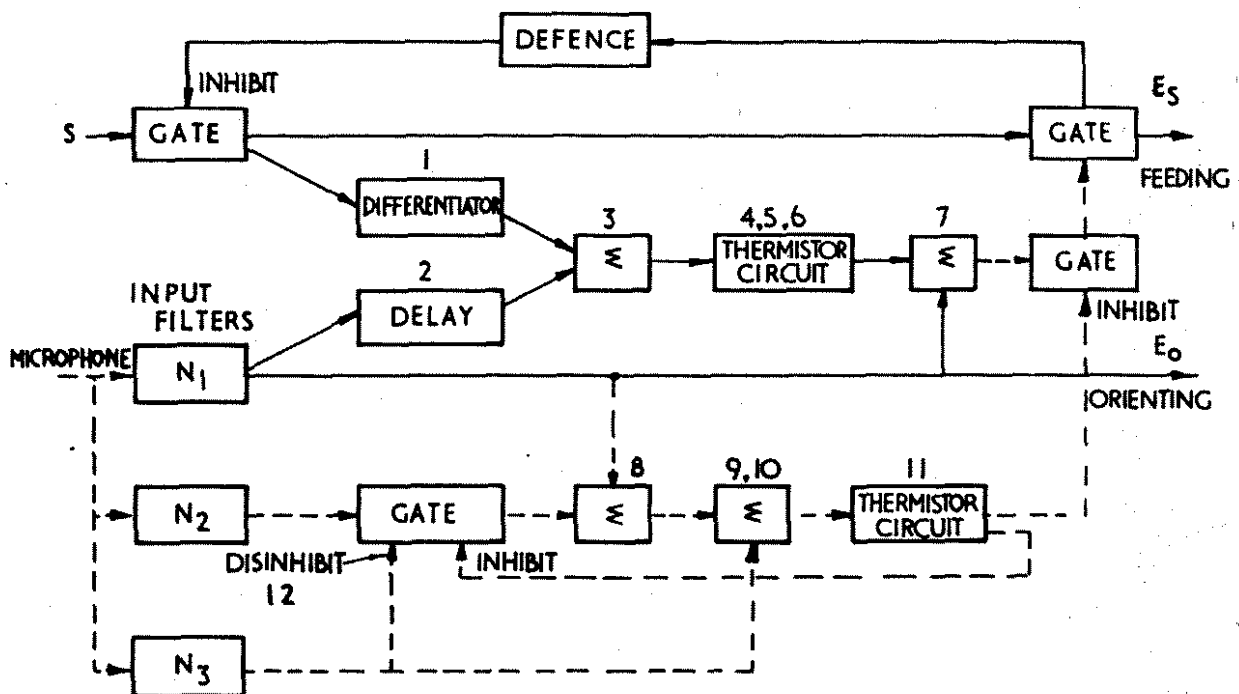 DEFENCE
INHIBIT
E_S
S
GATE
GATE
FEEDING
1
DIFFERENTIATOR
3
4,5,6
7
Σ
THERMISTOR
CIRCUIT
Σ
GATE
2
DELAY
INPUT
FILTERS
INHIBIT
MICROPHONE
N_1
E_O
ORIENTING
8
9,10
11
N_2
GATE
Σ
Σ
THERMISTOR
CIRCUIT
DISINHIBIT
INHIBIT
12
N_3